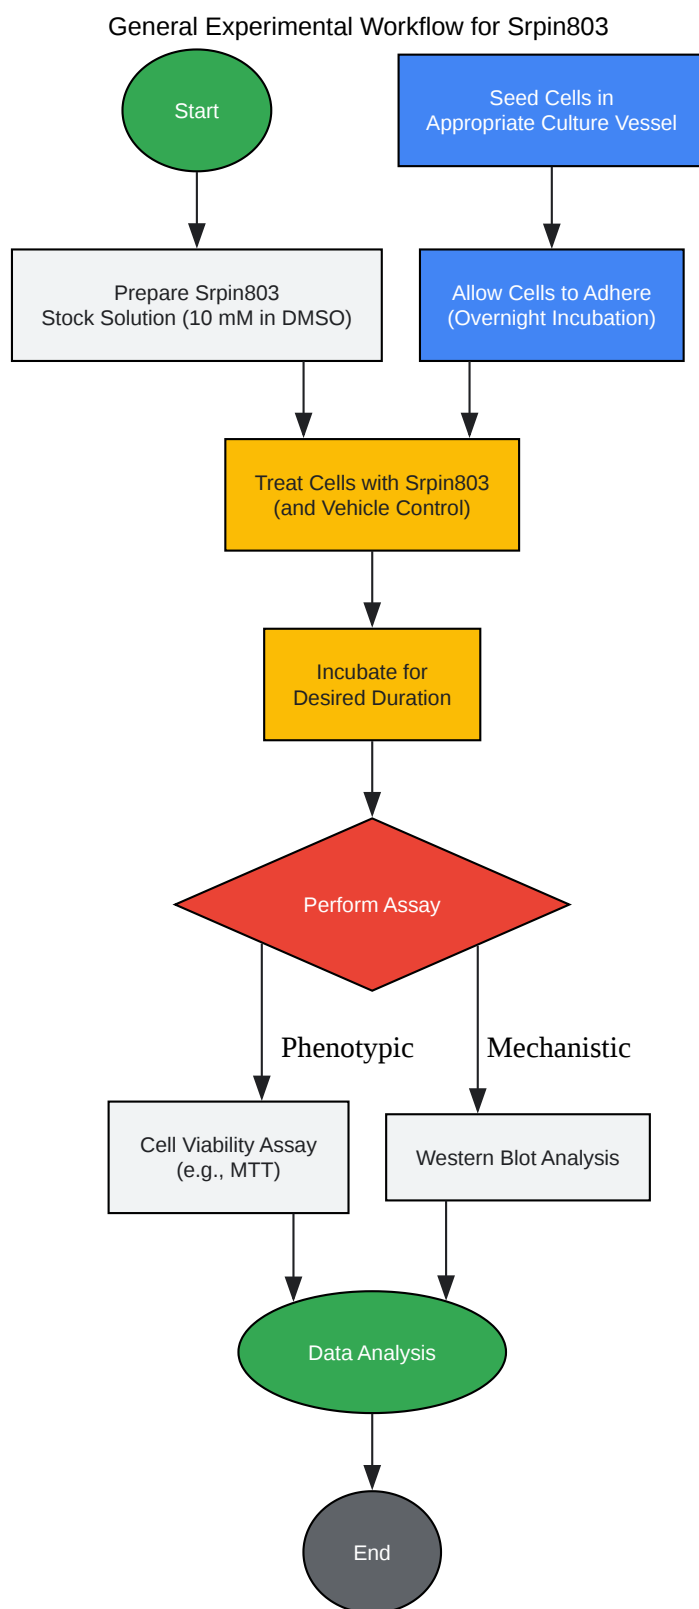 General Experimental Workflow for Srpin803
Start
Seed Cells in
Appropriate Culture Vessel
Prepare Srpin803
Stock Solution (10 mM in DMSO)
Allow Cells to Adhere
(Overnight Incubation)
Treat Cells with Srpin803
(and Vehicle Control)
Incubate for
Desired Duration
Perform Assay
Phenotypic
Mechanistic
Cell Viability Assay
(e.g., MTT)
Western Blot Analysis
Data Analysis
End